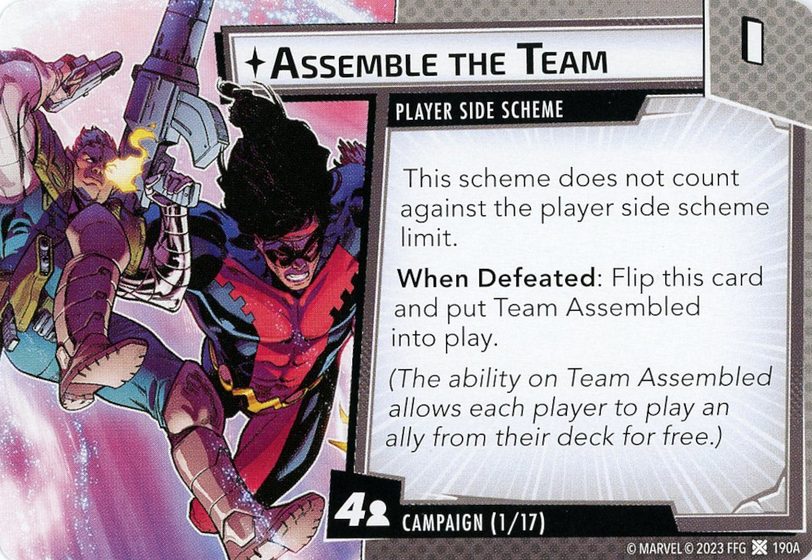 ASSEMBLE THE TEAM
PLAYER SIDE SCHEME
This scheme does not count
against the player side scheme
limit.
When Defeated: Flip this card
and put Team Assembled
into play.
(The ability on Team Assembled
allows each player to play an
ally from their deck for free.)
4
CAMPAIGN (1/17)
© MARVEL © 2023 FFG 190A